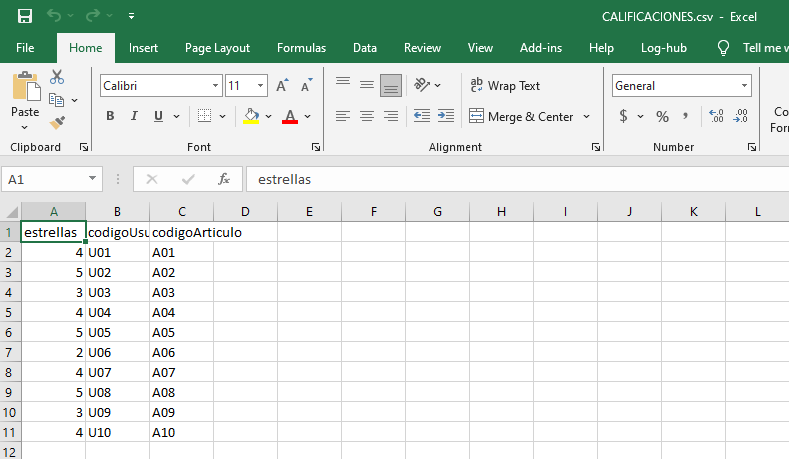 CALIFICACIONES.csv - Excel
File Home Insert Page Layout Formulas Data Review View Add-ins Help Log-hub Tell me
Calibri 11 A A ab Wrap Text General
Paste B I U A Merge & Center $ % , .00
Clipboard Font Alignment Number
A1 fx estrellas
A B C D E F G H I J K L
1 estrellas codigoUsu codigoArticulo
2 4 U01 A01
3 5 U02 A02
4 3 U03 A03
5 4 U04 A04
6 5 U05 A05
7 2 U06 A06
8 4 U07 A07
9 5 U08 A08
10 3 U09 A09
11 4 U10 A10
12